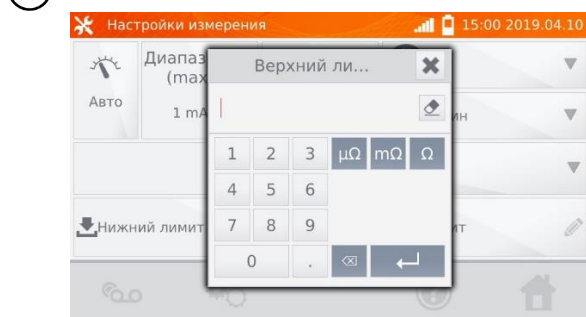 Настройки измерения 15:00 2019.04.10
Диапаз Верхний ли...
(max
Авто 1 mA ин
1 2 3 μΩ mΩ Ω
4 5 6
Нижний лимит 7 8 9 ит
0 .